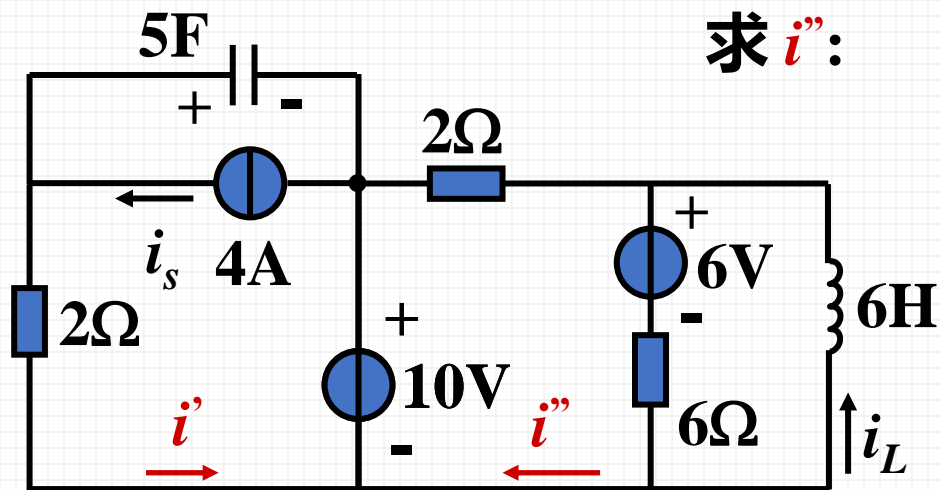 求 i”:
5F
+ -
2Ω
i_s
4A
+
6V
-
6H
2Ω
+
10V
-
6Ω
i_L
i’
i”